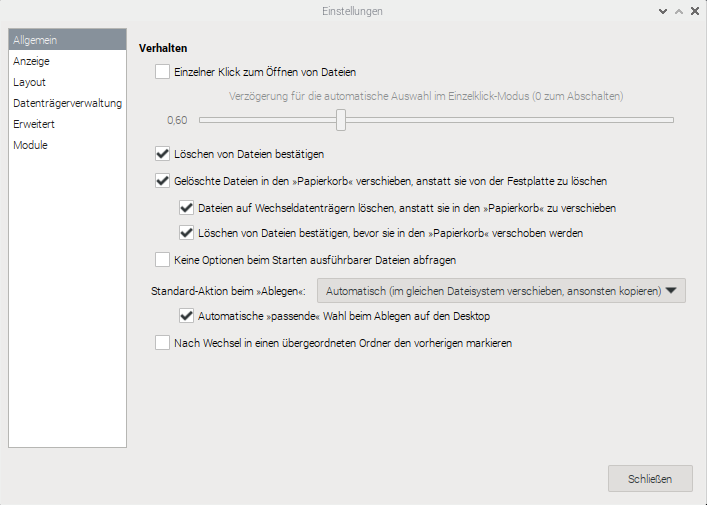 Einstellungen
Allgemein
Anzeige
Layout
Datenträgerverwaltung
Erweitert
Module
Verhalten
Einzelner Klick zum Öffnen von Dateien
Verzögerung für die automatische Auswahl im Einzelklick-Modus (0 zum Abschalten)
0,60
Löschen von Dateien bestätigen
Gelöschte Dateien in den »Papierkorb« verschieben, anstatt sie von der Festplatte zu löschen
Dateien auf Wechseldatenträgern löschen, anstatt sie in den »Papierkorb« zu verschieben
Löschen von Dateien bestätigen, bevor sie in den »Papierkorb« verschoben werden
Keine Optionen beim Starten ausführbarer Dateien abfragen
Standard-Aktion beim »Ablegen«: Automatisch (im gleichen Dateisystem verschieben, ansonsten kopieren)
Automatische »passende« Wahl beim Ablegen auf den Desktop
Nach Wechsel in einen übergeordneten Ordner den vorherigen markieren
Schließen